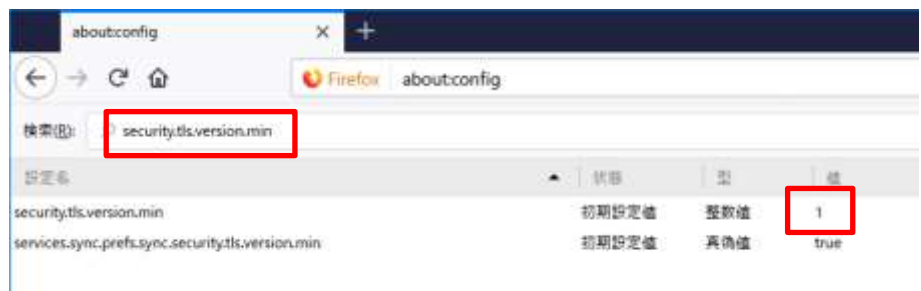 about:config
Firefox about:config
検索(R): security.tls.version.min
設定名 状態 型 値
security.tls.version.min 初期設定値 整数値 1
services.sync.prefs.sync.security.tls.version.min 初期設定値 真偽値 true